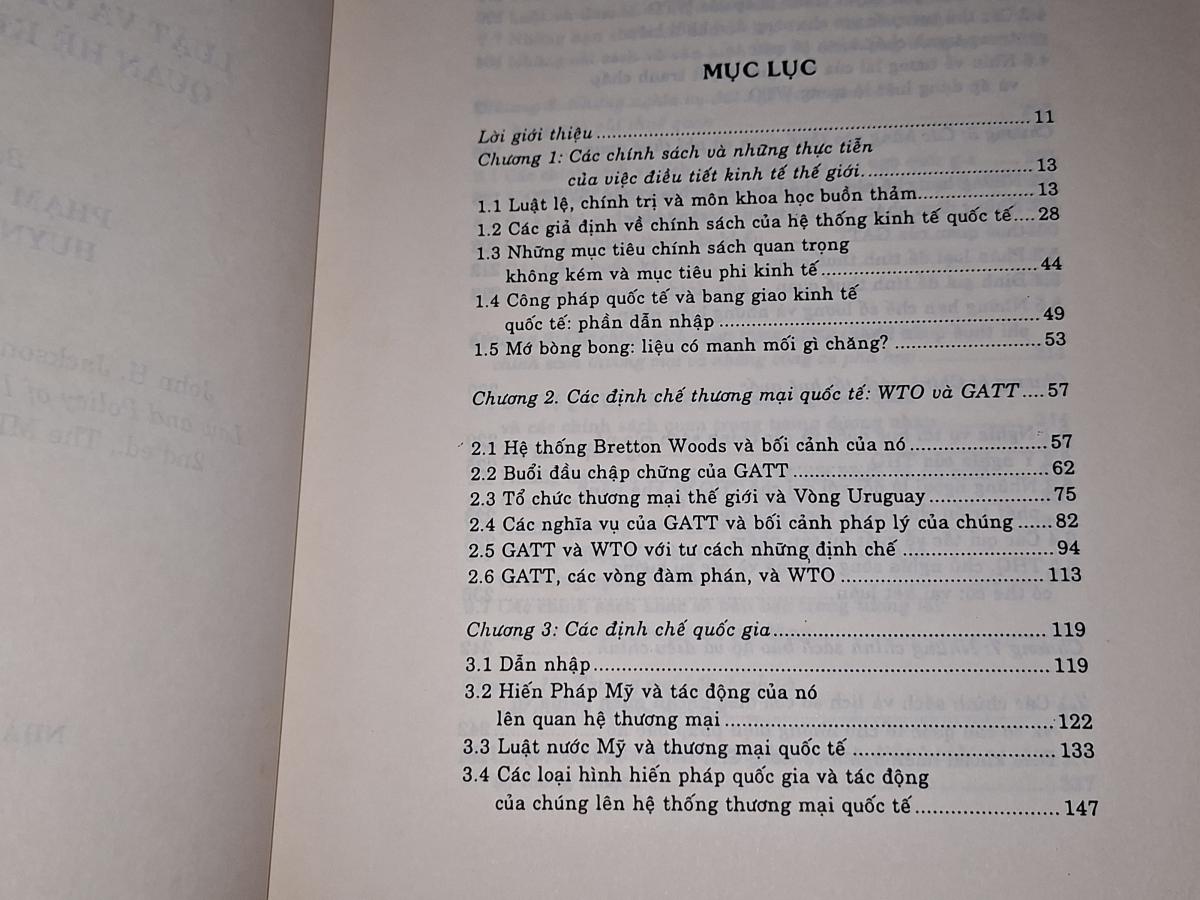 MỤC LỤC
Lời giới thiệu ........ 11
Chương 1: Các chính sách và những thực tiễn
của việc điều tiết kinh tế thế giới. ........ 13
1.1 Luật lệ, chính trị và môn khoa học buồn thảm ........ 13
1.2 Các giả định về chính sách của hệ thống kinh tế quốc tế .... 28
1.3 Những mục tiêu chính sách quan trọng
không kém và mục tiêu phi kinh tế ........ 44
1.4 Công pháp quốc tế và bang giao kinh tế
quốc tế: phần dẫn nhập ........ 49
1.5 Mớ bòng bong: liệu có manh mối gì chăng? ........ 53
Chương 2. Các định chế thương mại quốc tế: WTO và GATT .... 57
2.1 Hệ thống Bretton Woods và bối cảnh của nó ........ 57
2.2 Buổi đầu chập chững của GATT ........ 62
2.3 Tổ chức thương mại thế giới và Vòng Uruguay ........ 75
2.4 Các nghĩa vụ của GATT và bối cảnh pháp lý của chúng ...... 82
2.5 GATT và WTO với tư cách những định chế ........ 94
2.6 GATT, các vòng đàm phán, và WTO ........ 113
Chương 3: Các định chế quốc gia ........ 119
3.1 Dẫn nhập ........ 119
3.2 Hiến Pháp Mỹ và tác động của nó
lên quan hệ thương mại ........ 122
3.3 Luật nước Mỹ và thương mại quốc tế ........ 133
3.4 Các loại hình hiến pháp quốc gia và tác động
của chúng lên hệ thống thương mại quốc tế ........ 147